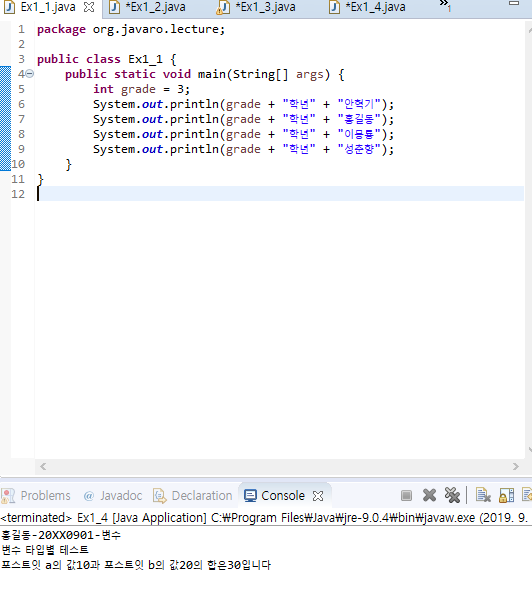 Ex1_1.java *Ex1_2.java *Ex1_3.java *Ex1_4.java »1
1 package org.javaro.lecture;
2
3 public class Ex1_1 {
4 public static void main(String[] args) {
5 int grade = 3;
6 System.out.println(grade + "학년" + "안혁기");
7 System.out.println(grade + "학년" + "홍길동");
8 System.out.println(grade + "학년" + "이몽룡");
9 System.out.println(grade + "학년" + "성춘향");
10 }
11 }
12
Problems @ Javadoc Declaration Console
<terminated> Ex1_4 [Java Application] C:₩Program Files₩Java₩jre-9.0.4₩bin₩javaw.exe (2019. 9.
홍길동-20XX0901-변수
변수 타입별 테스트
포스트잇 a의 값10과 포스트잇 b의 값20의 합은30입니다